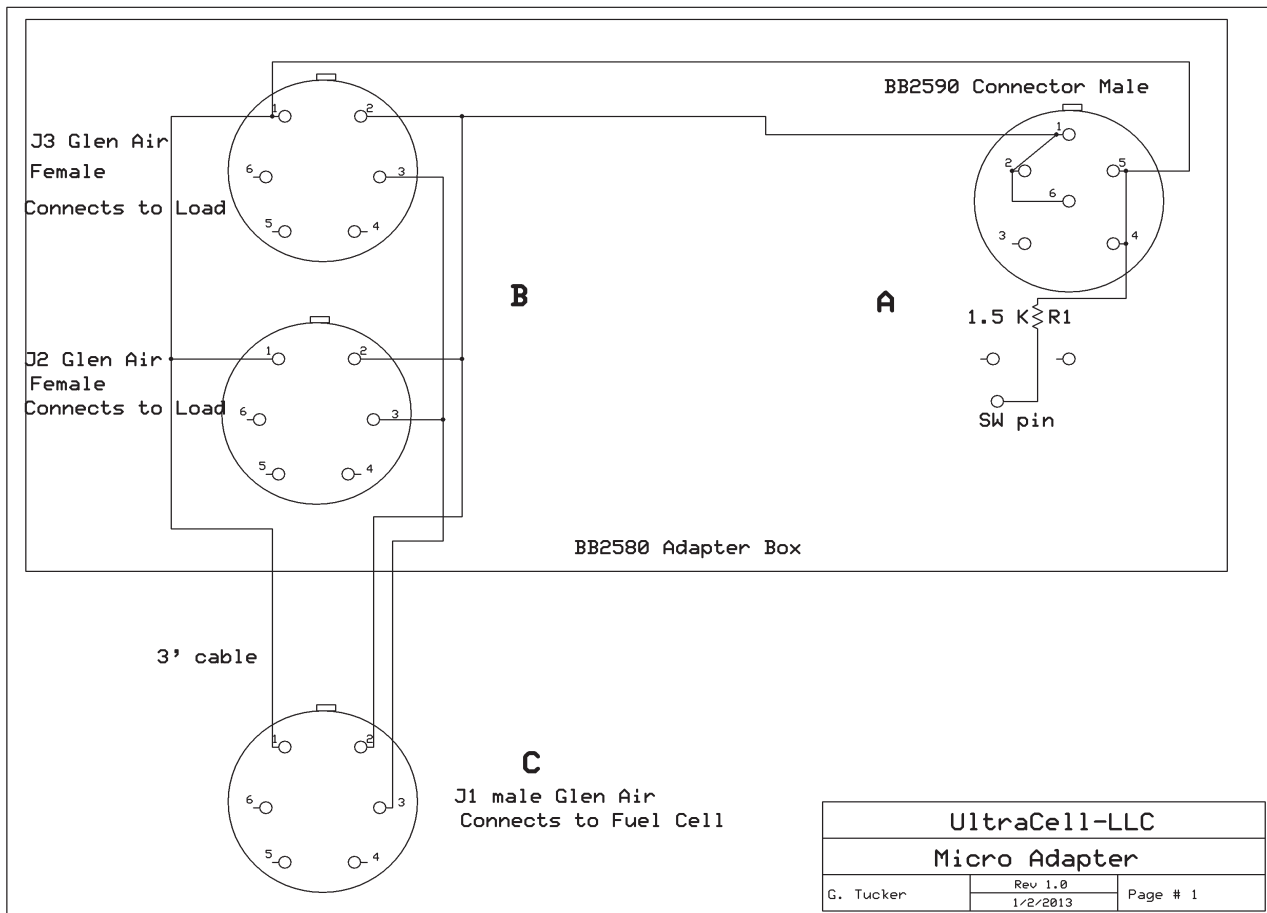 BB2590 Connector Male
1
2
5
6
3
4
J3 Glen Air
Female
Connects to Load
1
2
6
3
5
4
B
A
1.5 K R1
SW pin
J2 Glen Air
Female
Connects to Load
1
2
6
3
5
4
BB2580 Adapter Box
3' cable
1
2
6
3
5
4
C
J1 male Glen Air
Connects to Fuel Cell
UltraCell-LLC
Micro Adapter
G. Tucker
Rev 1.0
1/2/2013
Page # 1